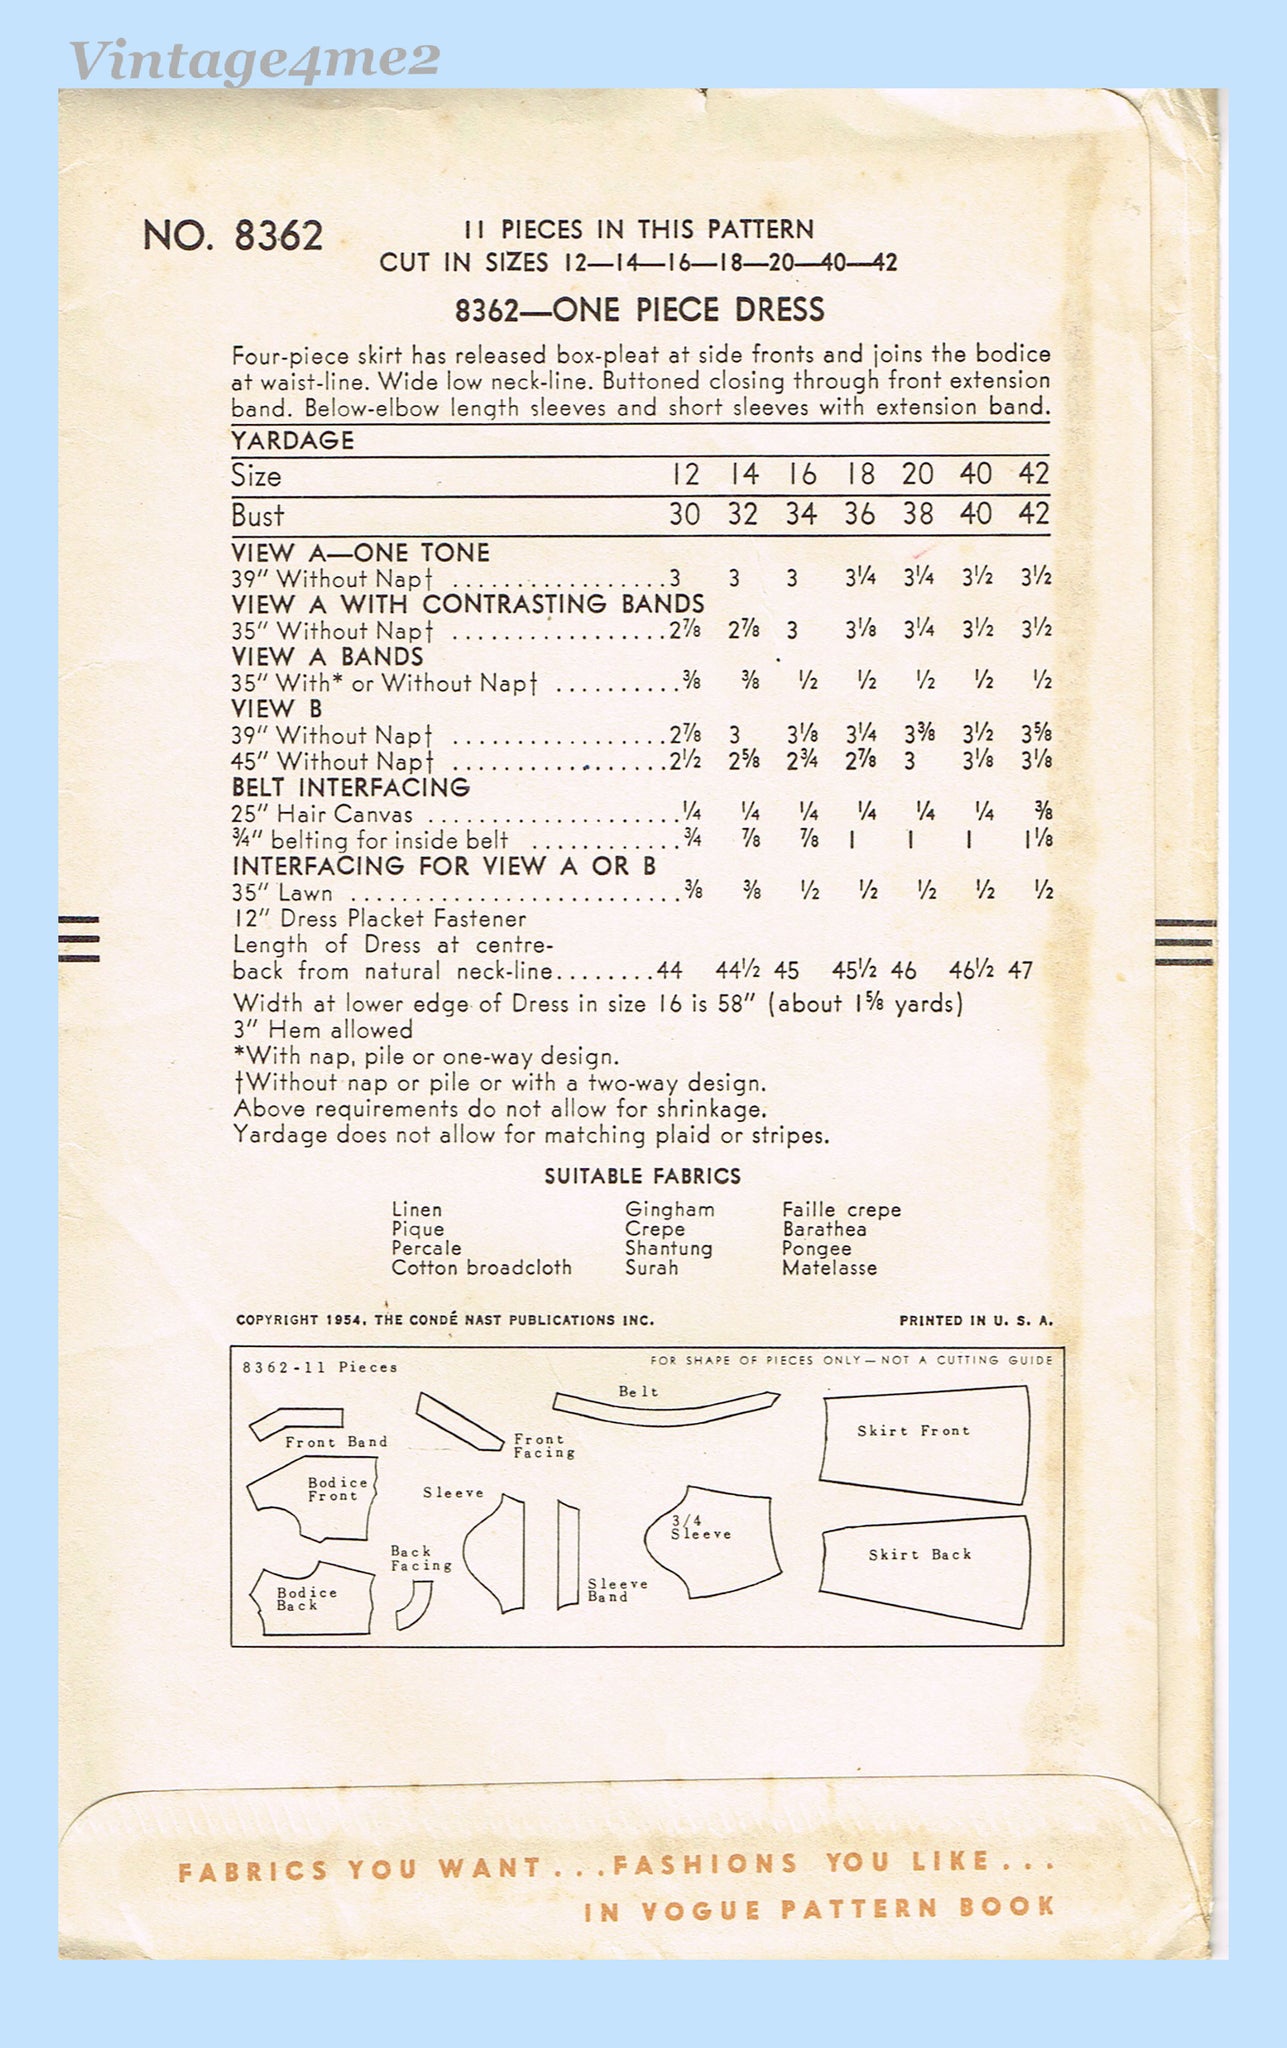 Vintage4me2
NO. 8362
11 PIECES IN THIS PATTERN
CUT IN SIZES 12—14—16—18—20—40—42
8362—ONE PIECE DRESS
Four-piece skirt has released box-pleat at side fronts and joins the bodice
at waist-line. Wide low neck-line. Buttoned closing through front extension
band. Below-elbow length sleeves and short sleeves with extension band.
YARDAGE
Size 12 14 16 18 20 40 42
Bust 30 32 34 36 38 40 42
VIEW A—ONE TONE
39" Without Nap† .................3 3 3 3¼ 3¼ 3½ 3½
VIEW A WITH CONTRASTING BANDS
35" Without Nap† .................2⅞ 2⅞ 3 3⅛ 3¼ 3½ 3½
VIEW A BANDS
35" With* or Without Nap† ..........⅜ ⅜ ½ ½ ½ ½ ½
VIEW B
39" Without Nap† .................2⅞ 3 3⅛ 3¼ 3⅜ 3½ 3⅝
45" Without Nap† .................2½ 2⅝ 2¾ 2⅞ 3 3⅛ 3⅛
BELT INTERFACING
25" Hair Canvas ....................¼ ¼ ¼ ¼ ¼ ¼ ⅜
¾" belting for inside belt ............¾ ⅞ ⅞ 1 1 1 1⅛
INTERFACING FOR VIEW A OR B
35" Lawn ..........................⅜ ⅜ ½ ½ ½ ½ ½
12" Dress Placket Fastener
Length of Dress at centre-
back from natural neck-line........44 44½ 45 45½ 46 46½ 47
Width at lower edge of Dress in size 16 is 58" (about 1⅝ yards)
3" Hem allowed
*With nap, pile or one-way design.
†Without nap or pile or with a two-way design.
Above requirements do not allow for shrinkage.
Yardage does not allow for matching plaid or stripes.
SUITABLE FABRICS
Linen Gingham Faille crepe
Pique Crepe Barathea
Percale Shantung Pongee
Cotton broadcloth Surah Matelasse
COPYRIGHT 1954, THE CONDÉ NAST PUBLICATIONS INC. PRINTED IN U. S. A.
8362-11 Pieces
FOR SHAPE OF PIECES ONLY—NOT A CUTTING GUIDE
Front Band
Front
Facing
Belt
Skirt Front
Bodice
Front
Sleeve
3/4
Sleeve
Back
Facing
Bodice
Back
Sleeve
Band
Skirt Back
FABRICS YOU WANT...FASHIONS YOU LIKE...
IN VOGUE PATTERN BOOK